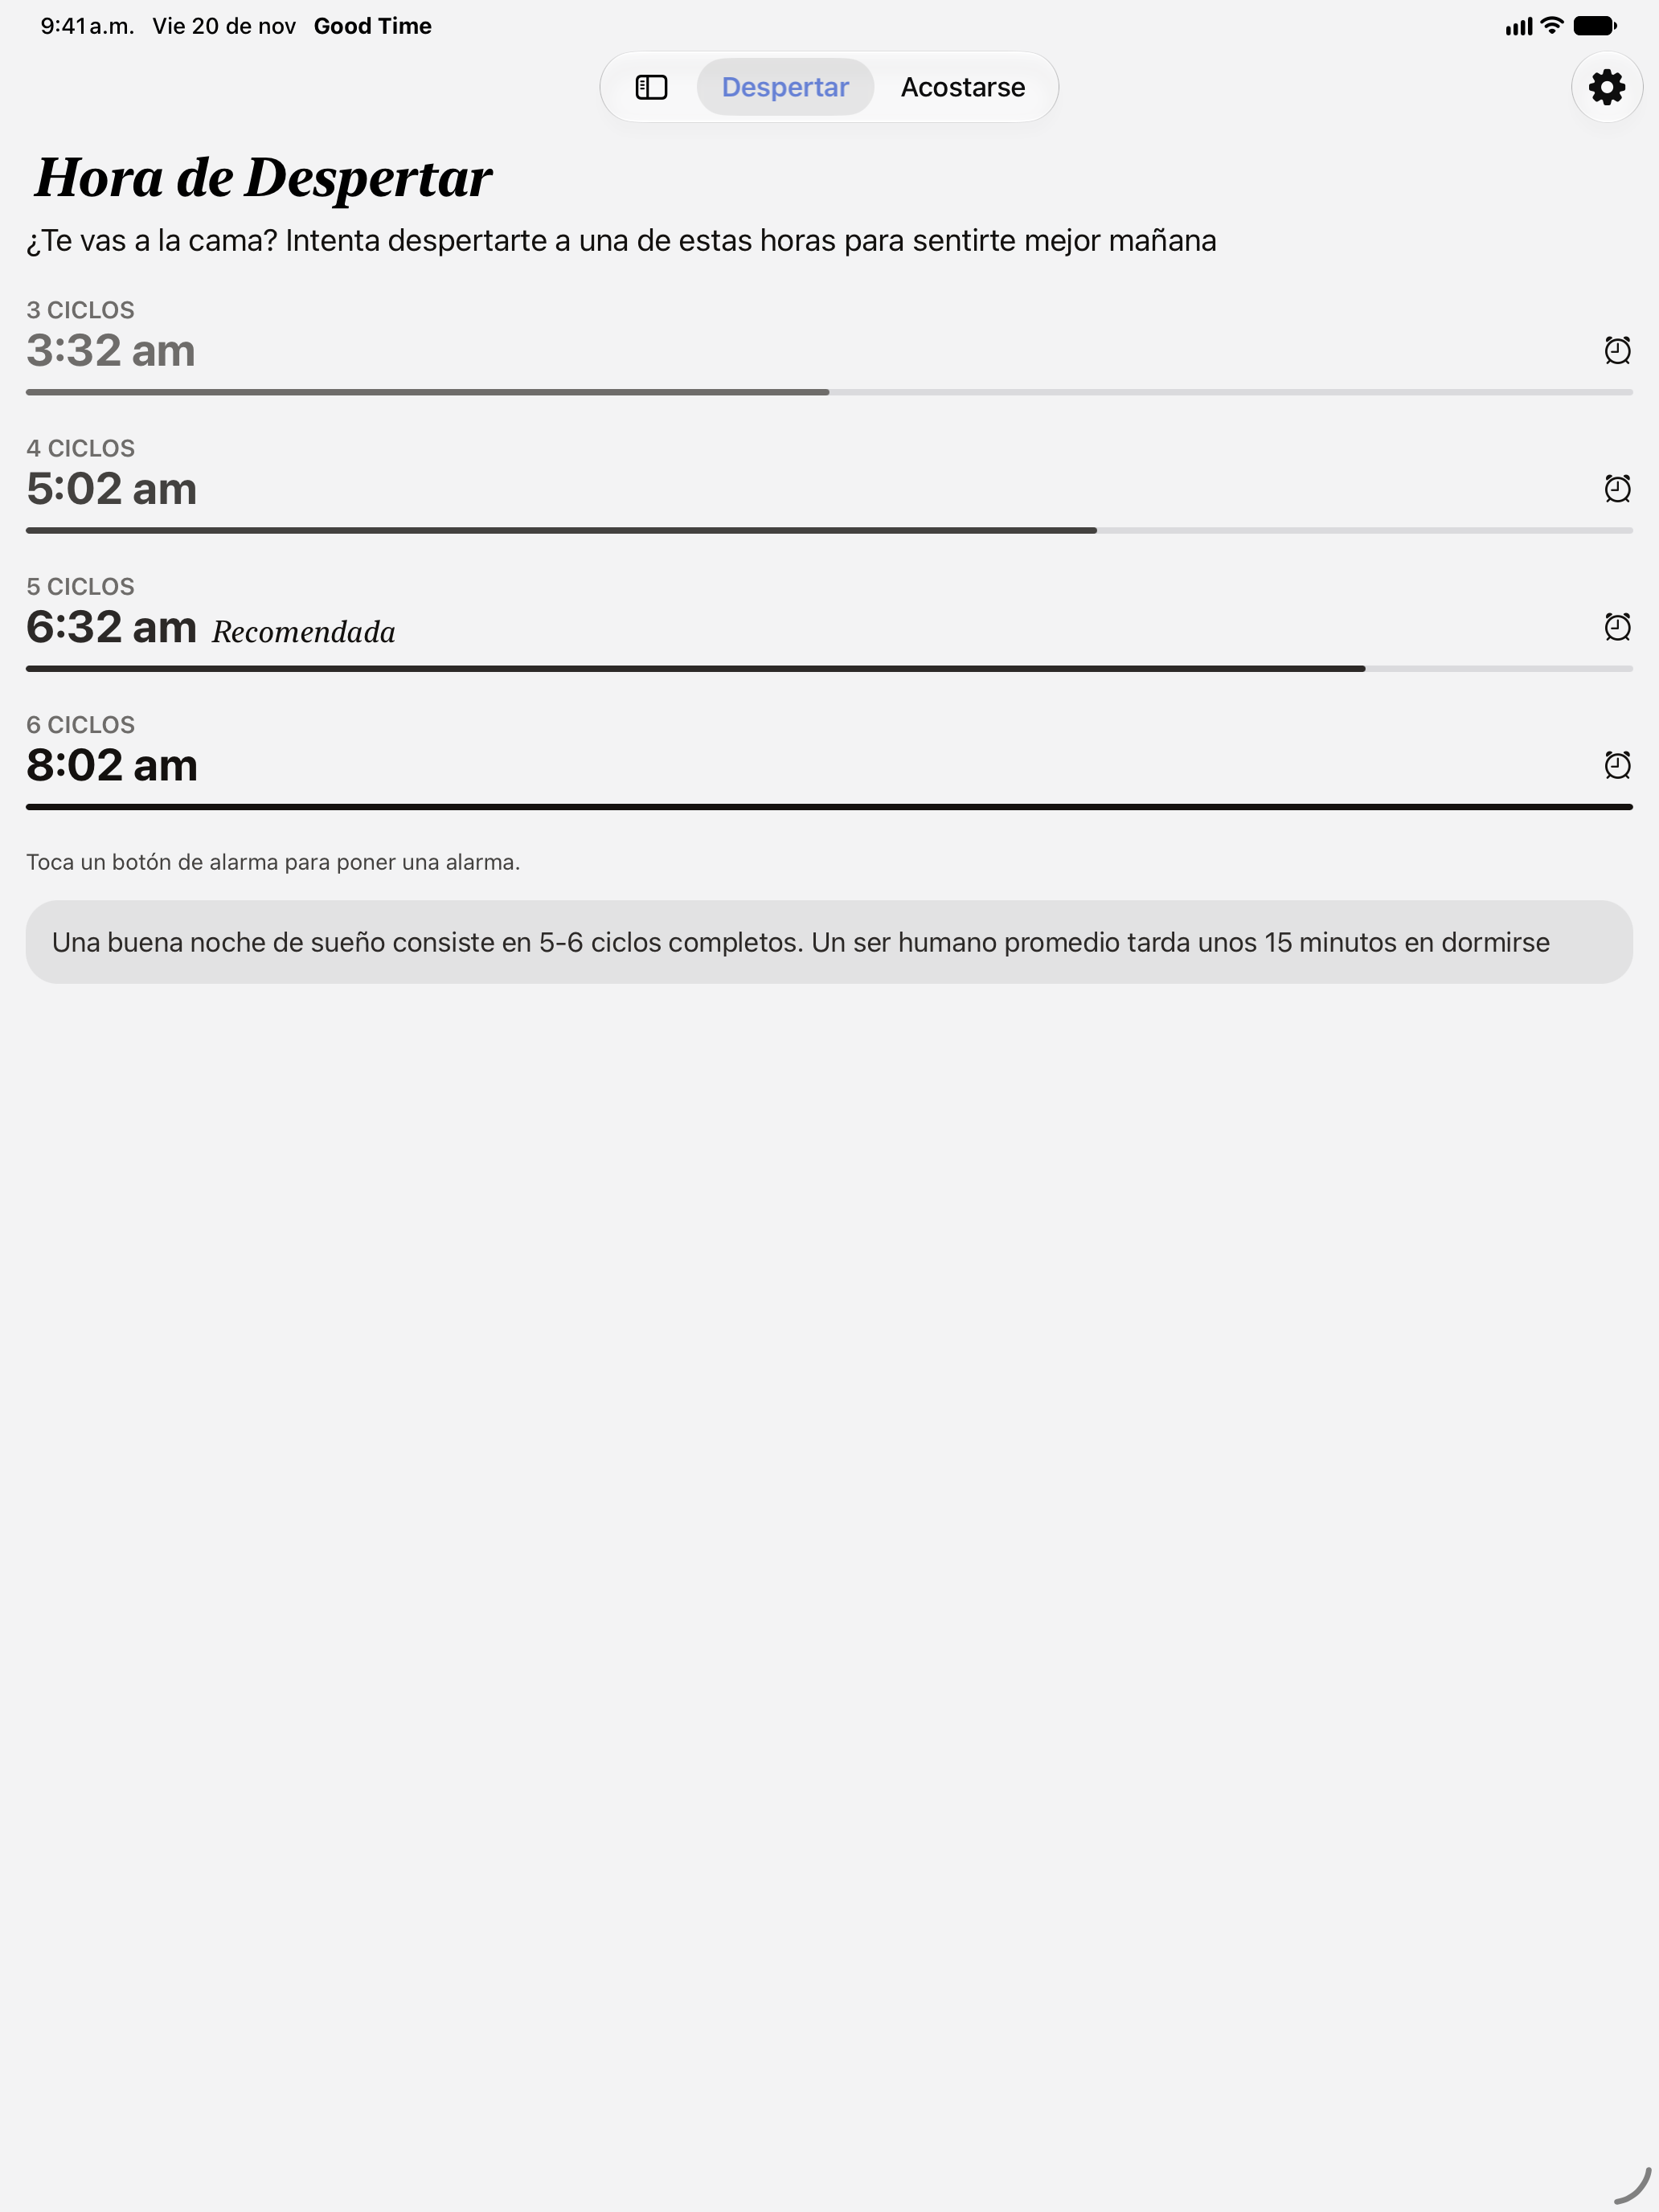 9:41 a.m. Vie 20 de nov Good Time
Despertar Acostarse
Hora de Despertar
¿Te vas a la cama? Intenta despertarte a una de estas horas para sentirte mejor mañana
3 CICLOS
3:32 am
4 CICLOS
5:02 am
5 CICLOS
6:32 am Recomendada
6 CICLOS
8:02 am
Toca un botón de alarma para poner una alarma.
Una buena noche de sueño consiste en 5-6 ciclos completos. Un ser humano promedio tarda unos 15 minutos en dormirse